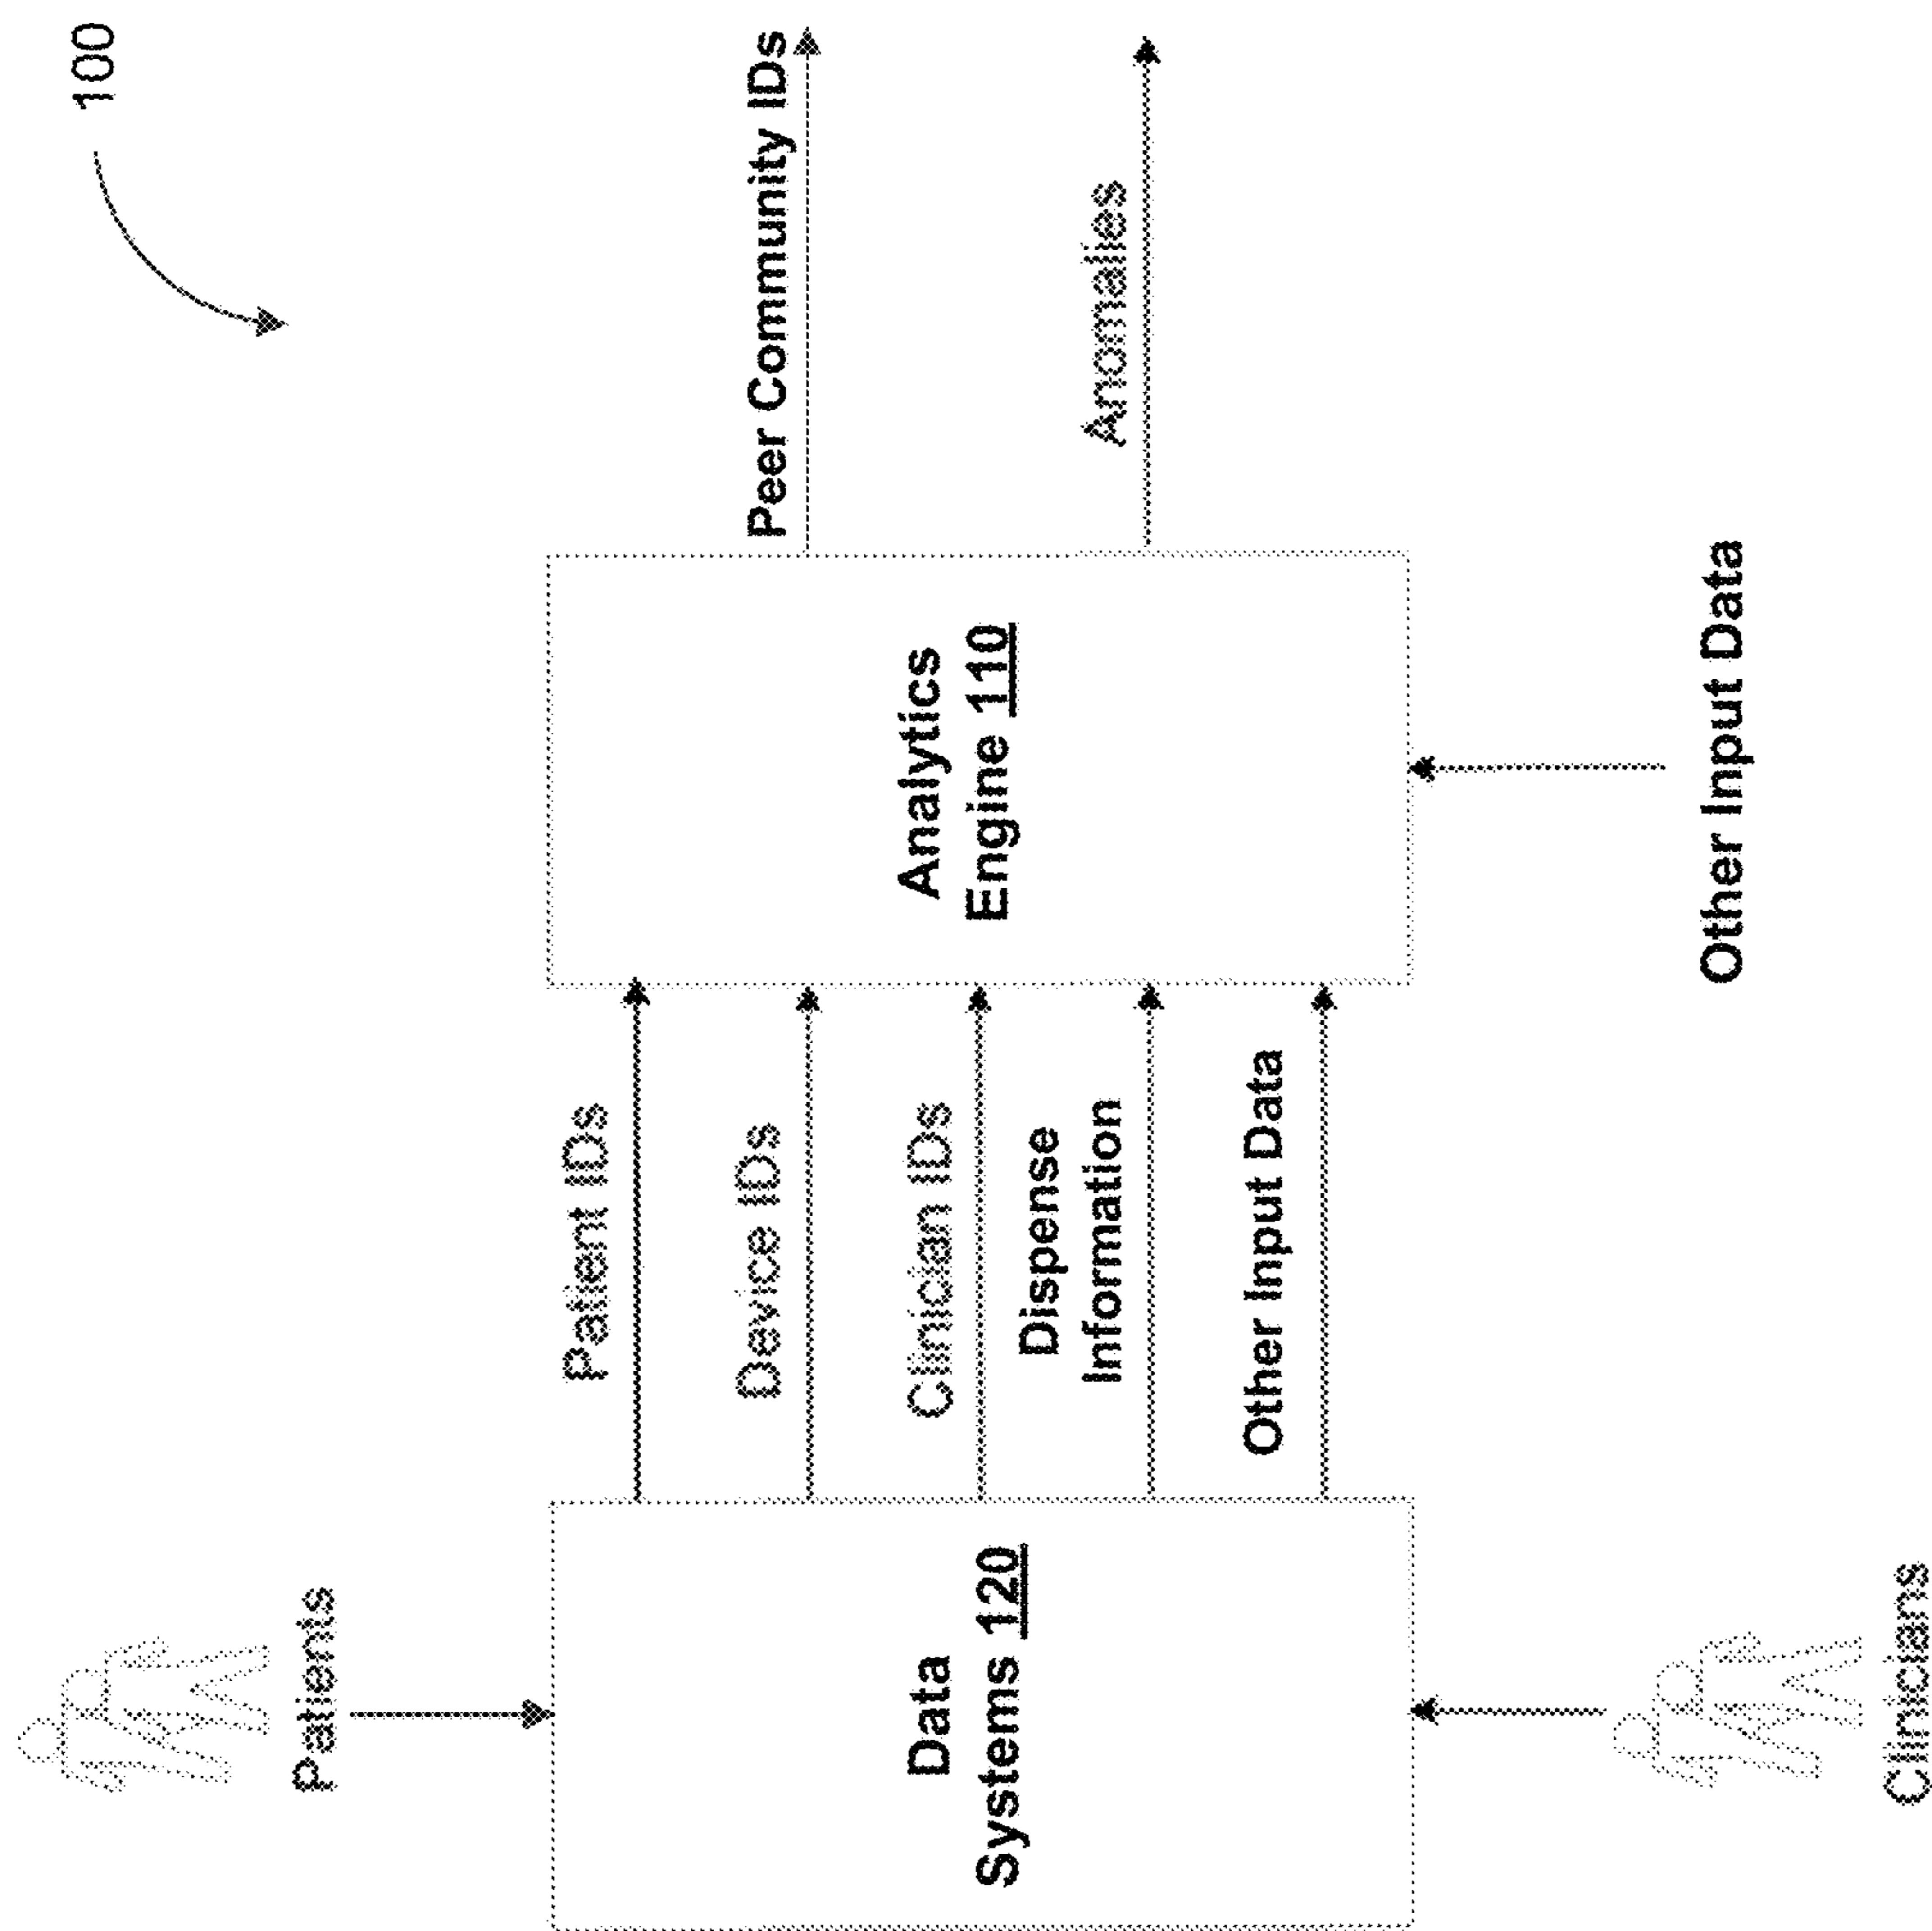 100
Patients
Data
Systems 120
Clinicians
Patient IDs
Device IDs
Clinician IDs
Dispense
Information
Other Input Data
Analytics
Engine 110
Other Input Data
Peer Community IDs
Anomalies